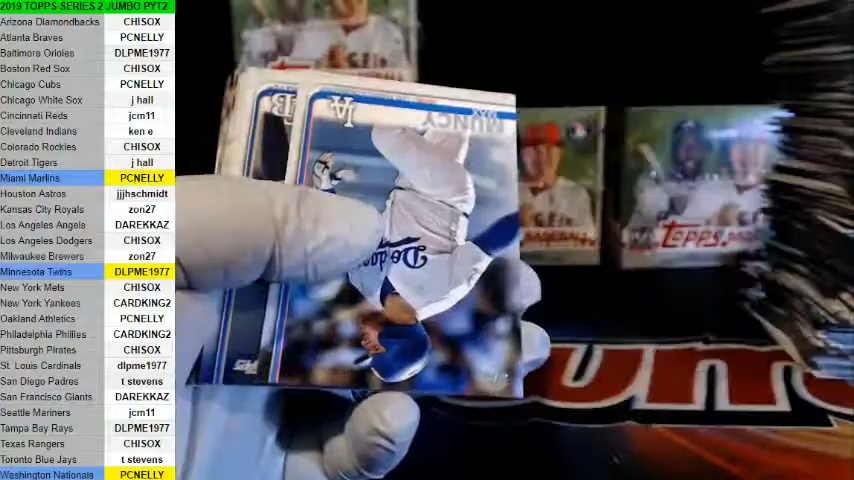 2019 TOPPS SERIES 2 JUMBO PYT2
Arizona Diamondbacks CHISOX
Atlanta Braves PCNELLY
Baltimore Orioles DLPME1977
Boston Red Sox CHISOX
Chicago Cubs PCNELLY
Chicago White Sox j hall
Cincinnati Reds jcm11
Cleveland Indians ken e
Colorado Rockies CHISOX
Detroit Tigers j hall
Miami Marlins PCNELLY
Houston Astros jjjhschmidt
Kansas City Royals zon27
Los Angeles Angels DAREKKAZ
Los Angeles Dodgers CHISOX
Milwaukee Brewers zon27
Minnesota Twins DLPME1977
New York Mets CHISOX
New York Yankees CARDKING2
Oakland Athletics PCNELLY
Philadelphia Phillies CARDKING2
Pittsburgh Pirates CHISOX
St. Louis Cardinals dlpme1977
San Diego Padres t stevens
San Francisco Giants DAREKKAZ
Seattle Mariners jcm11
Tampa Bay Rays DLPME1977
Texas Rangers CHISOX
Toronto Blue Jays t stevens
Washington Nationals PCNELLY
MAX
MUNCY
LA
Dodgers
topps
BASEBALL